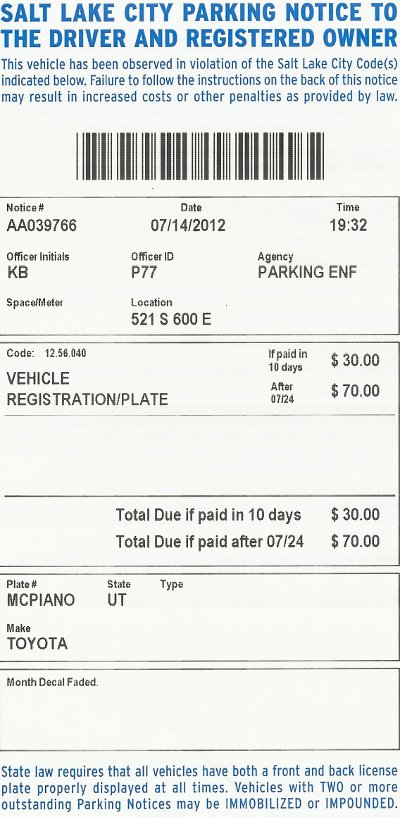 SALT LAKE CITY PARKING NOTICE TO
THE DRIVER AND REGISTERED OWNER
This vehicle has been observed in violation of the Salt Lake City Code(s)
indicated below. Failure to follow the instructions on the back of this notice
may result in increased costs or other penalties as provided by law.
Notice # Date Time
AA039766 07/14/2012 19:32
Officer Initials Officer ID Agency
KB P77 PARKING ENF
Space/Meter Location
521 S 600 E
Code: 12.56.040
VEHICLE
REGISTRATION/PLATE
If paid in
10 days $ 30.00
After
07/24 $ 70.00
Total Due if paid in 10 days $ 30.00
Total Due if paid after 07/24 $ 70.00
Plate # State Type
MCPIANO UT
Make
TOYOTA
Month Decal Faded.
State law requires that all vehicles have both a front and back license
plate properly displayed at all times. Vehicles with TWO or more
outstanding Parking Notices may be IMMOBILIZED or IMPOUNDED.